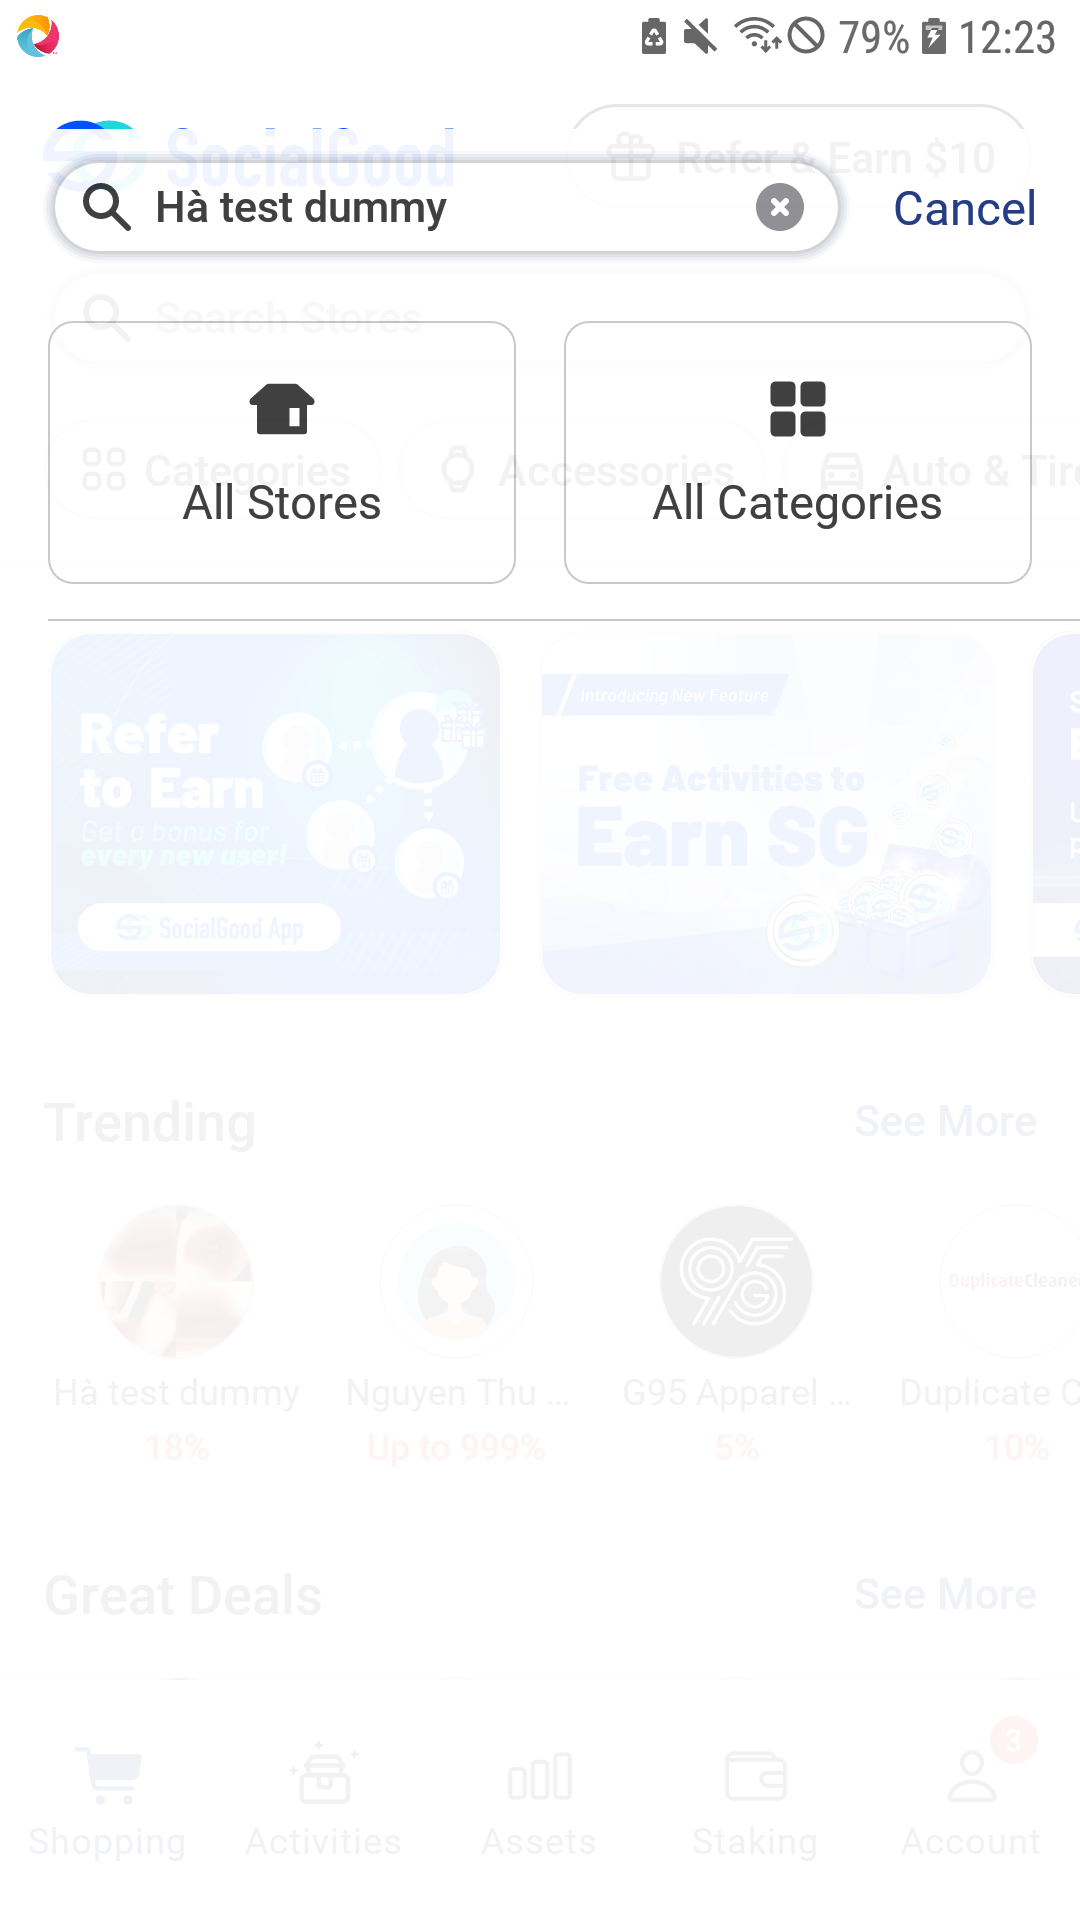 79% 12:23
SocialGood
Refer & Earn $10
Hà test dummy
Cancel
Search Stores
All Stores
All Categories
Categories
Accessories
Auto & Tire
Refer
to Earn
Get a bonus for
every new user!
SocialGood App
Introducing New Feature
Free Activities to
Earn SG
Trending
See More
DuplicateCleaner
G95
Hà test dummy
Nguyen Thu ...
G95 Apparel ...
Duplicate C
18%
Up to 999%
5%
10%
Great Deals
See More
3
Shopping
Activities
Assets
Staking
Account